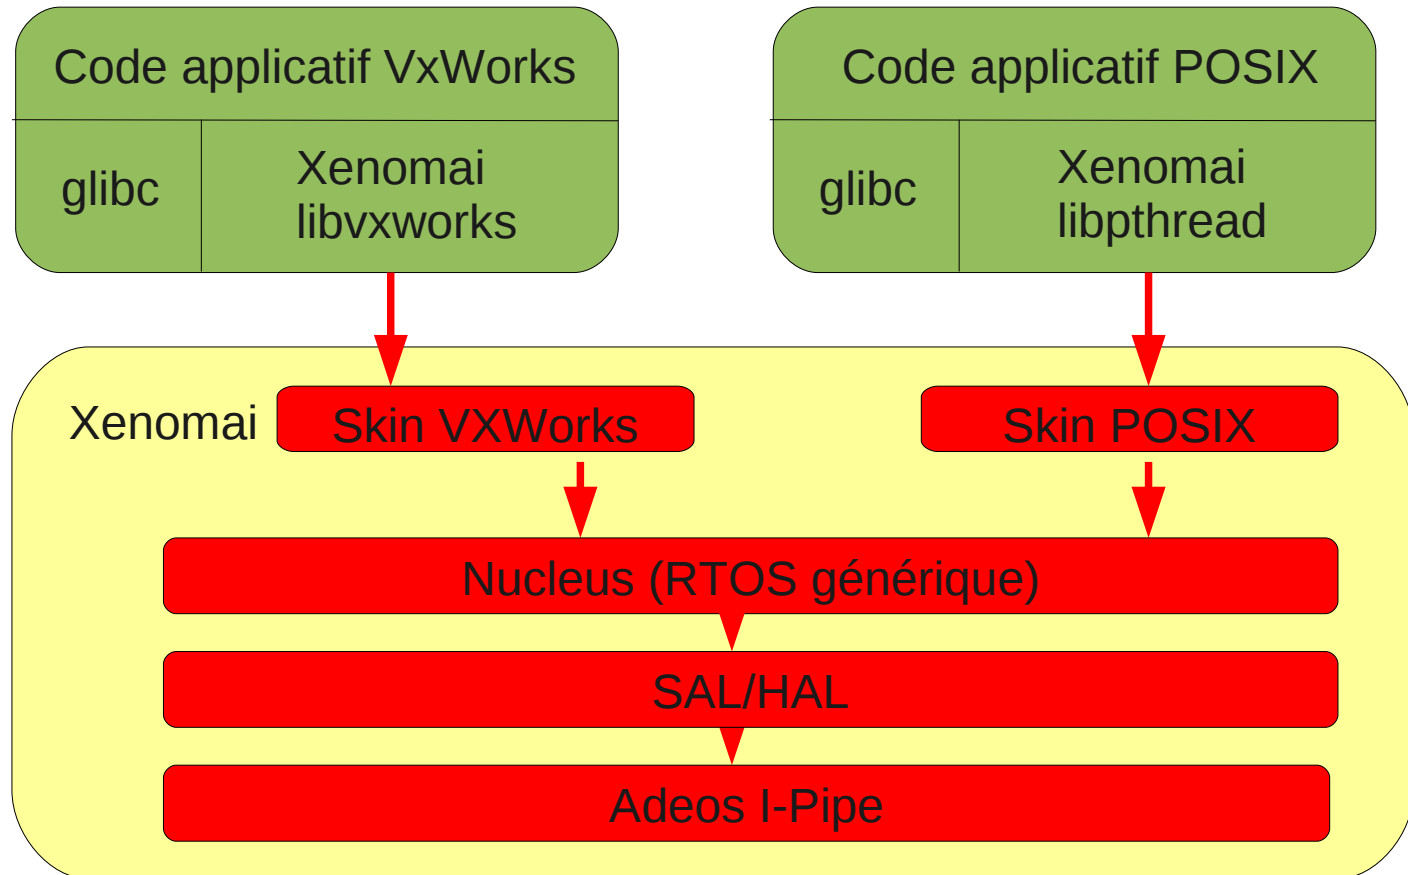 Code applicatif VxWorks
glibc
Xenomai
libvxworks
Code applicatif POSIX
glibc
Xenomai
libpthread
Xenomai
Skin VXWorks
Skin POSIX
Nucleus (RTOS générique)
SAL/HAL
Adeos I-Pipe